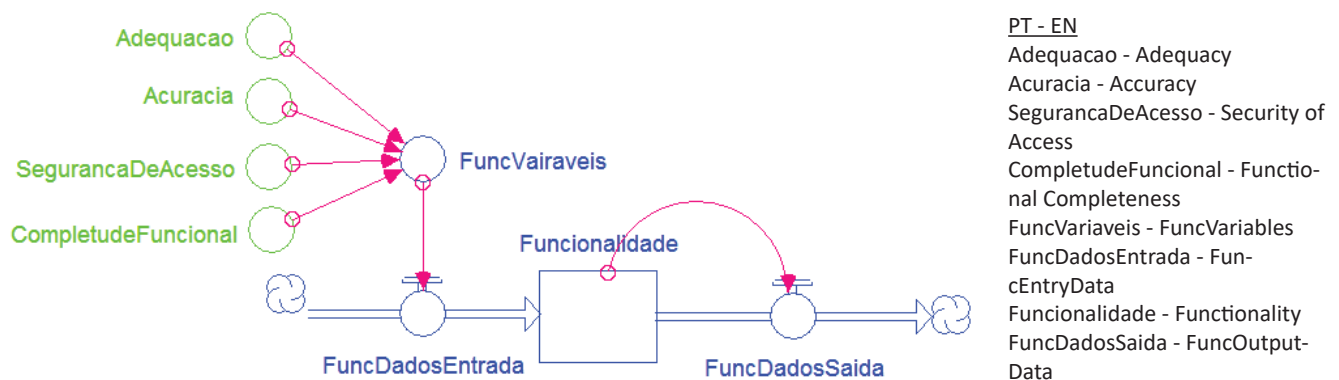 Adequacao
Acuracia
SegurancaDeAcesso
CompletudeFuncional
FuncVairaveis
Funcionalidade
FuncDadosEntrada
FuncDadosSaida
PT - EN
Adequacao - Adequacy
Acuracia - Accuracy
SegurancaDeAcesso - Security of
Access
CompletudeFuncional - Functio-
nal Completeness
FuncVariaveis - FuncVariables
FuncDadosEntrada - Fun-
cEntryData
Funcionalidade - Functionality
FuncDadosSaida - FuncOutput-
Data